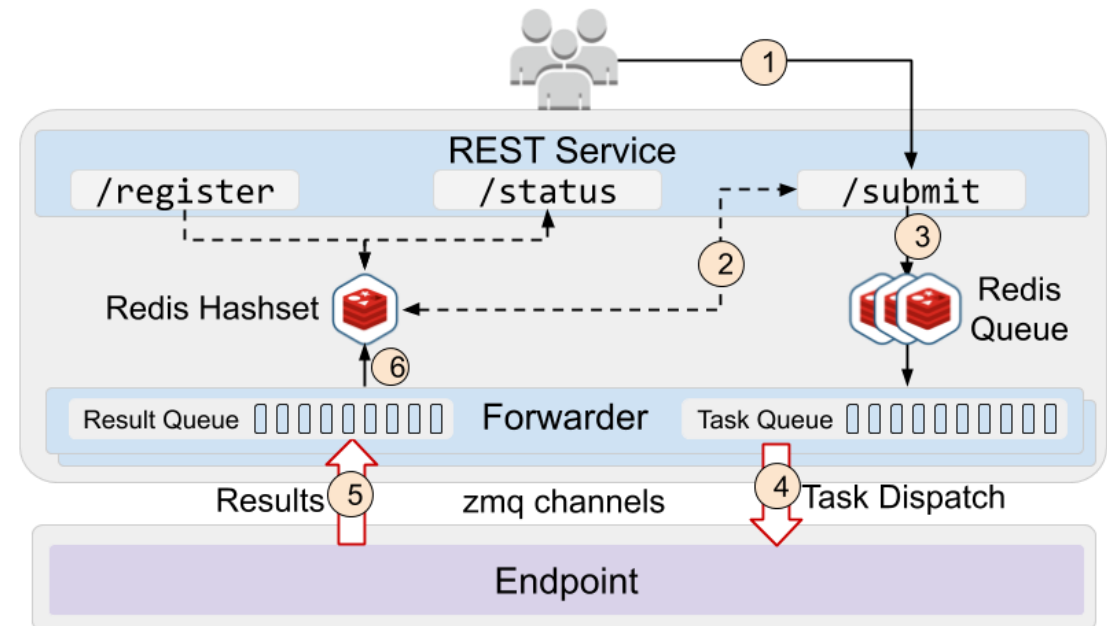 1
REST Service
/register
/status
/submit
3
2
Redis Hashset
Redis
Queue
6
Result Queue
Forwarder
Task Queue
Results
5
zmq channels
4
Task Dispatch
Endpoint